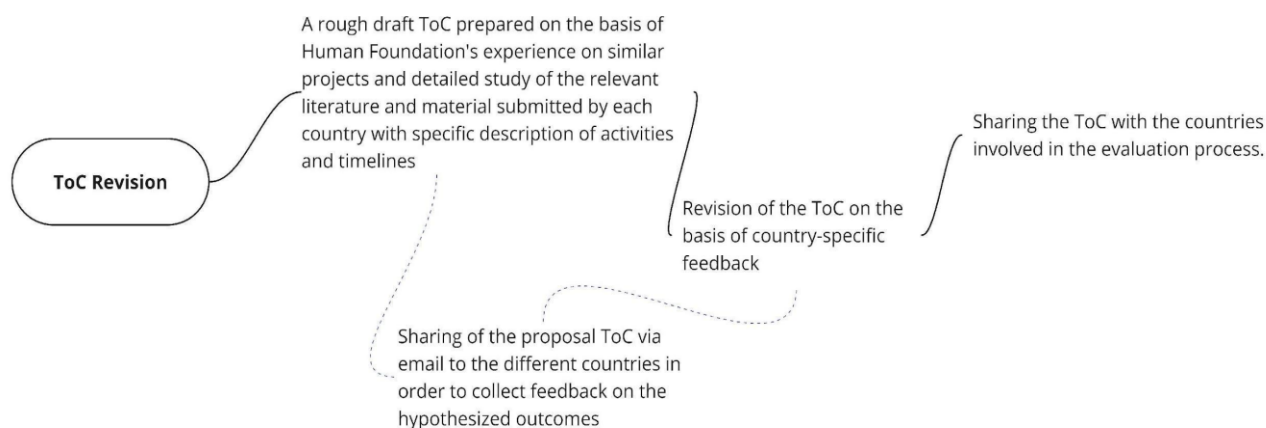 ToC Revision
A rough draft ToC prepared on the basis of
Human Foundation's experience on similar
projects and detailed study of the relevant
literature and material submitted by each
country with specific description of activities
and timelines
Sharing of the proposal ToC via
email to the different countries in
order to collect feedback on the
hypothesized outcomes
Revision of the ToC on the
basis of country-specific
feedback
Sharing the ToC with the countries
involved in the evaluation process.